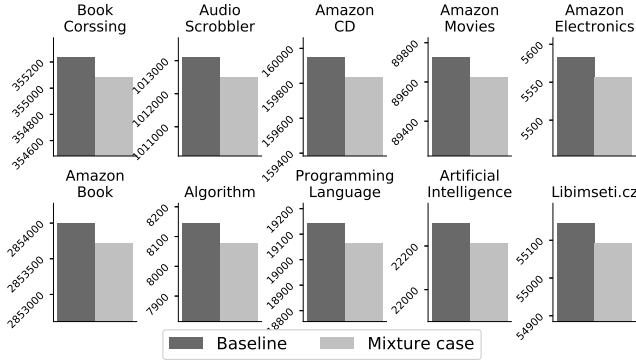 Book
Corssing
Audio
Scrobbler
Amazon
CD
Amazon
Movies
Amazon
Electronics
355200
355000
354800
354600
1013000
1012000
1011000
160000
159800
159600
159400
89800
89600
89400
5600
5550
5500
Amazon
Book
Algorithm
Programming
Language
Artificial
Intelligence
Libimseti.cz
2854000
2853500
2853000
8200
8100
8000
7900
19200
19100
19000
18900
18800
22200
22000
55100
55000
54900
Baseline
Mixture case